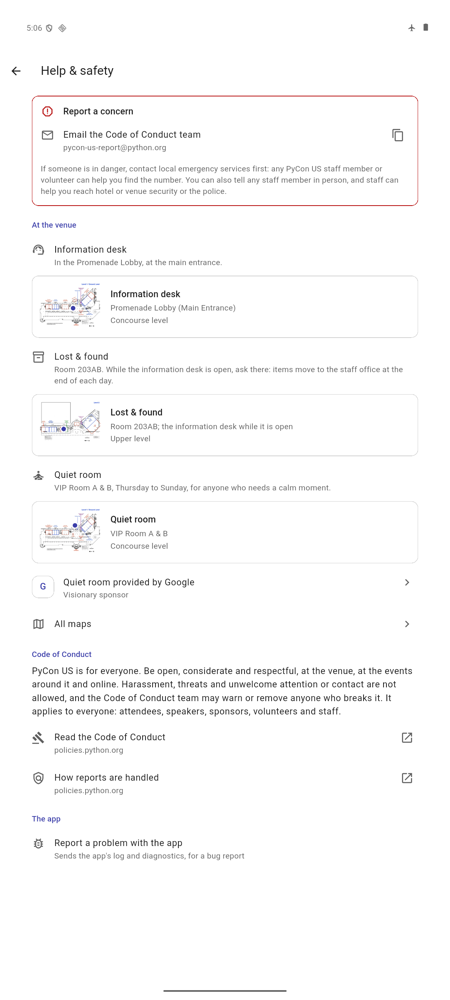 5:06
Help & safety
Report a concern
Email the Code of Conduct team
pycon-us-report@python.org
If someone is in danger, contact local emergency services first: any PyCon US staff member or
volunteer can help you find the number. You can also tell any staff member in person, and staff can
help you reach hotel or venue security or the police.
At the venue
Information desk
In the Promenade Lobby, at the main entrance.
Information desk
Promenade Lobby (Main Entrance)
Concourse level
Lost & found
Room 203AB. While the information desk is open, ask there: items move to the staff office at the
end of each day.
Lost & found
Room 203AB; the information desk while it is open
Upper level
Quiet room
VIP Room A & B, Thursday to Sunday, for anyone who needs a calm moment.
Quiet room
VIP Room A & B
Concourse level
G
Quiet room provided by Google
Visionary sponsor
All maps
Code of Conduct
PyCon US is for everyone. Be open, considerate and respectful, at the venue, at the events
around it and online. Harassment, threats and unwelcome attention or contact are not
allowed, and the Code of Conduct team may warn or remove anyone who breaks it. It
applies to everyone: attendees, speakers, sponsors, volunteers and staff.
Read the Code of Conduct
policies.python.org
How reports are handled
policies.python.org
The app
Report a problem with the app
Sends the app's log and diagnostics, for a bug report